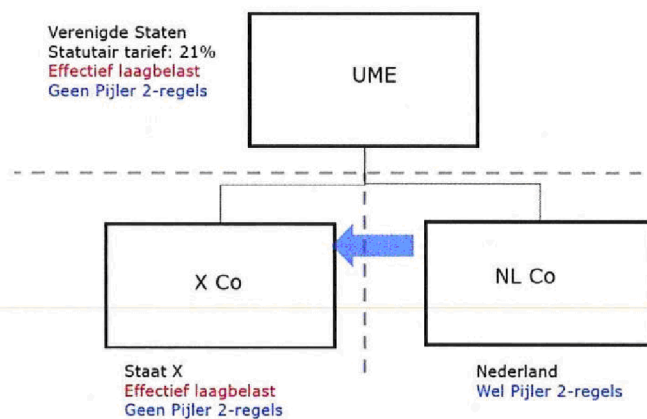 Verenigde Staten
Statutair tarief: 21%
Effectief laagbelast
Geen Pijler 2-regels
UME
X Co
NL Co
Staat X
Effectief laagbelast
Geen Pijler 2-regels
Nederland
Wel Pijler 2-regels